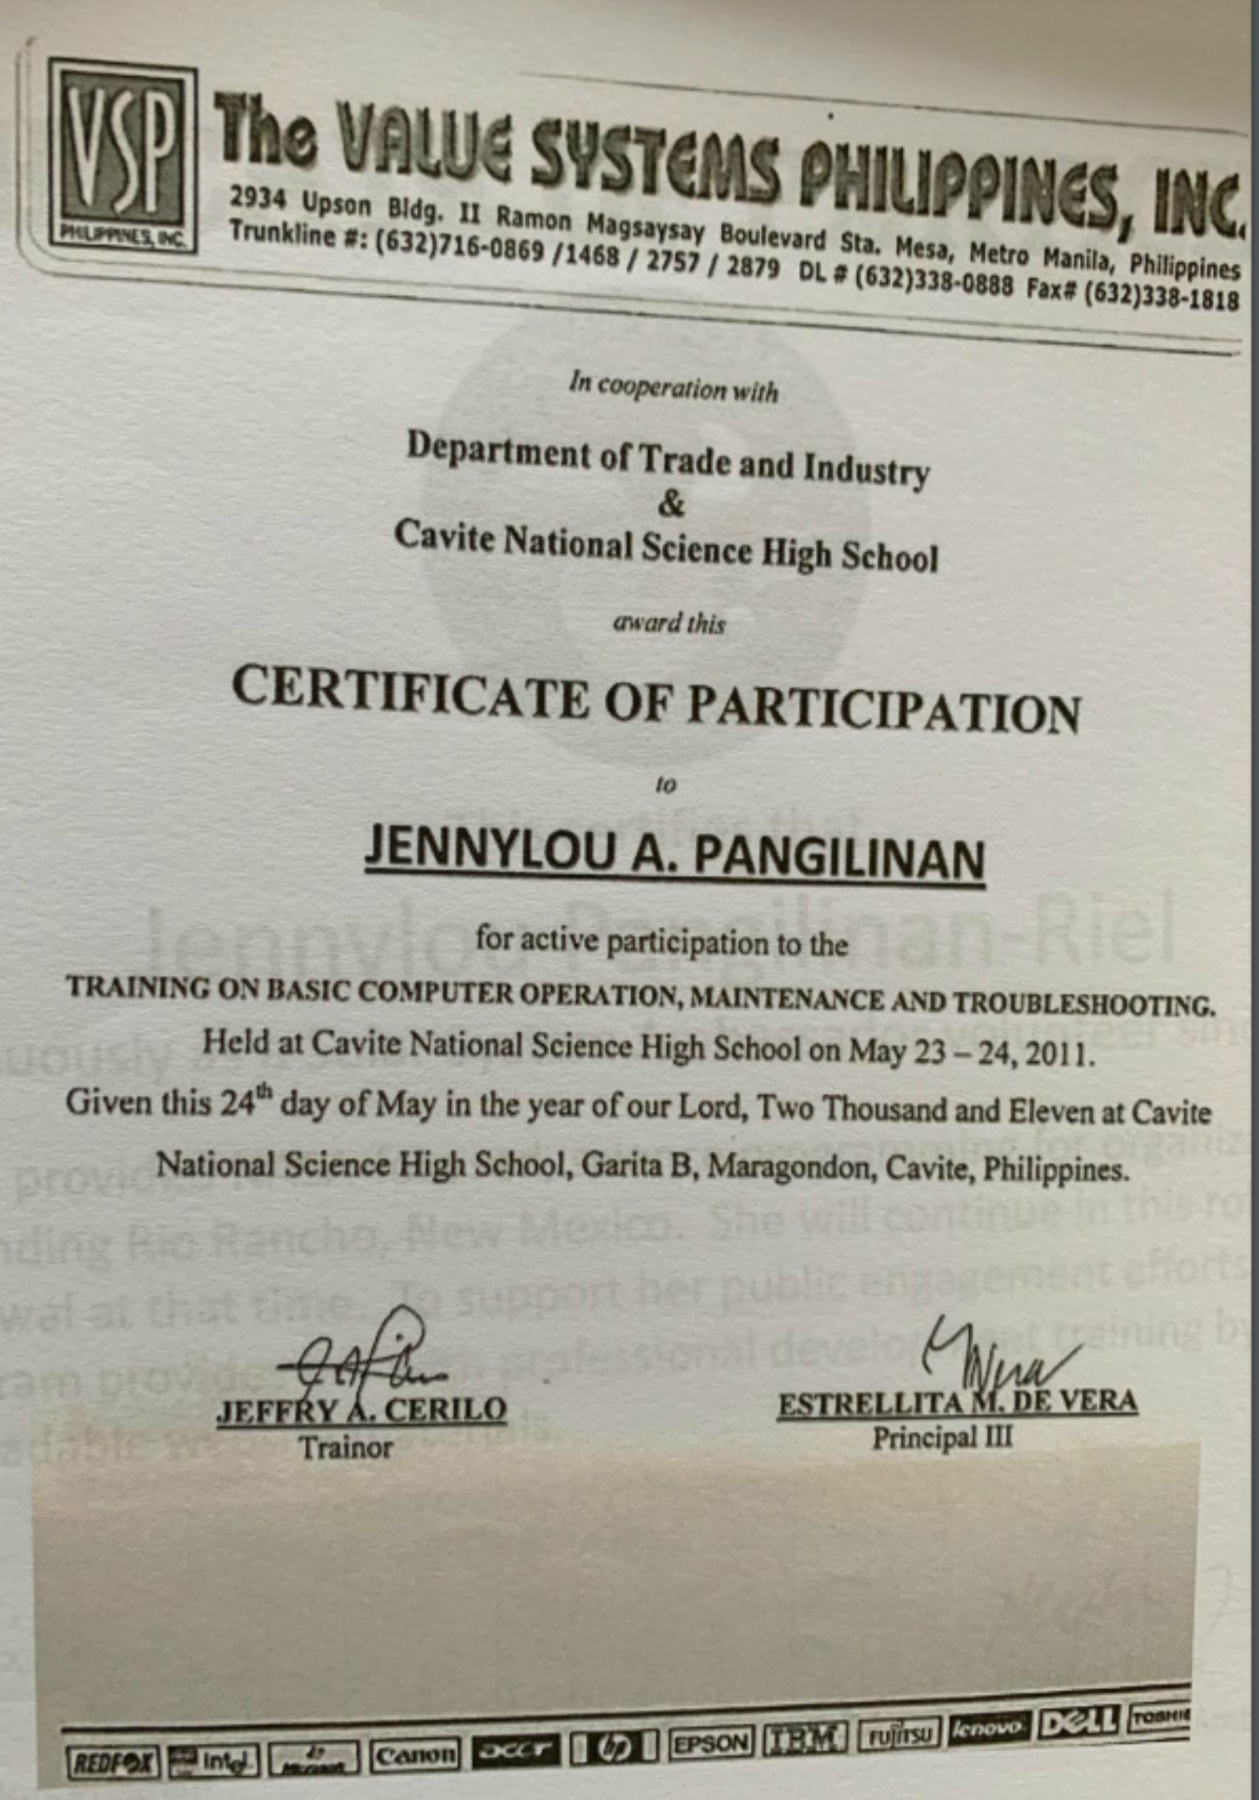 VSP
PHILIPPINES, INC.
The VALUE SYSTEMS PHILIPPINES, INC.
2934 Upson Bldg. II Ramon Magsaysay Boulevard Sta. Mesa, Metro Manila, Philippines
Trunkline #: (632)716-0869 /1468 / 2757 / 2879 DL # (632)338-0888 Fax# (632)338-1818
In cooperation with
Department of Trade and Industry
&
Cavite National Science High School
award this
CERTIFICATE OF PARTICIPATION
to
JENNYLOU A. PANGILINAN
for active participation to the
TRAINING ON BASIC COMPUTER OPERATION, MAINTENANCE AND TROUBLESHOOTING.
Held at Cavite National Science High School on May 23 – 24, 2011.
Given this 24th day of May in the year of our Lord, Two Thousand and Eleven at Cavite
National Science High School, Garita B, Maragondon, Cavite, Philippines.
JEFFRY A. CERILO
Trainor
ESTRELLITA M. DE VERA
Principal III
REDFOX intel Microsoft Canon acer hp EPSON IBM FUJITSU lenovo DELL